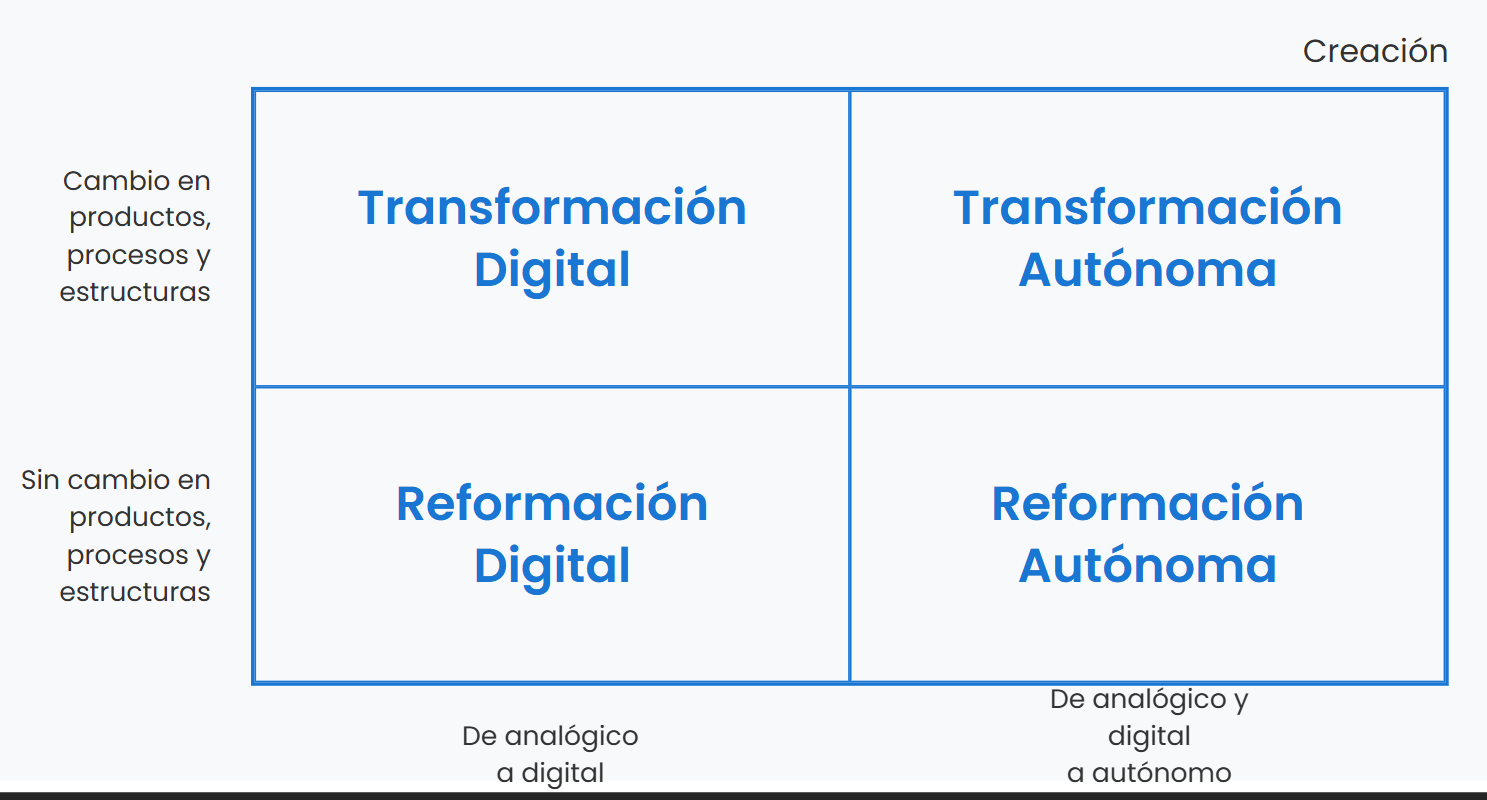 Creación
Cambio en
productos,
procesos y
estructuras
Transformación
Digital
Transformación
Autónoma
Sin cambio en
productos,
procesos y
estructuras
Reformación
Digital
Reformación
Autónoma
De analógico
a digital
De analógico y
digital
a autónomo